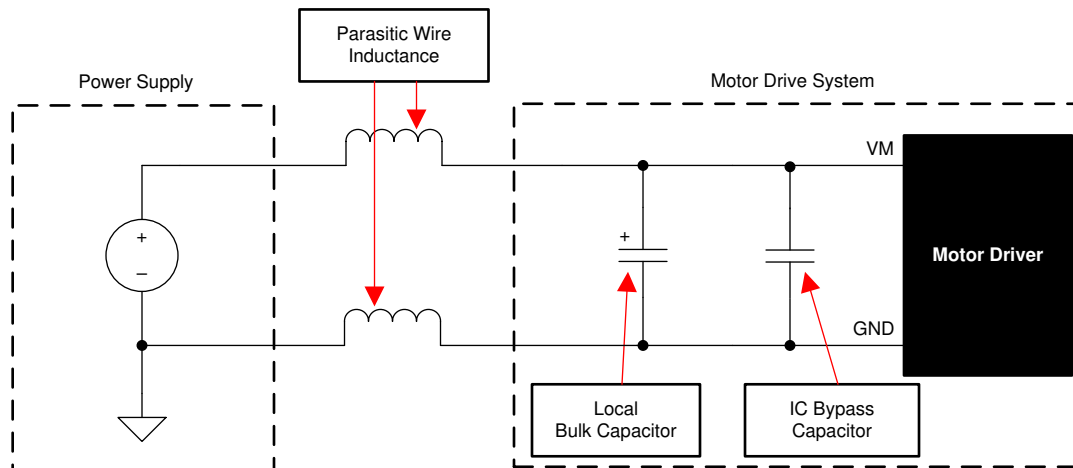 Parasitic Wire
Inductance
Power Supply
Motor Drive System
VM
+
–
+
Motor Driver
GND
Local
Bulk Capacitor
IC Bypass
Capacitor